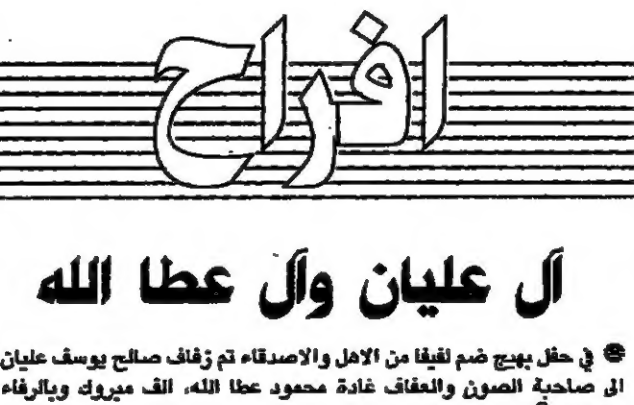 افراح
آل عليان وآل عطا الله
في حفل بهيج ضم لفيفا من الاهل والاصدقاء تم زفاف صالح يوسف عليان
الى صاحبة الصون والعفاف غادة محمود عطا الله، الف مبروك وبالرفاء